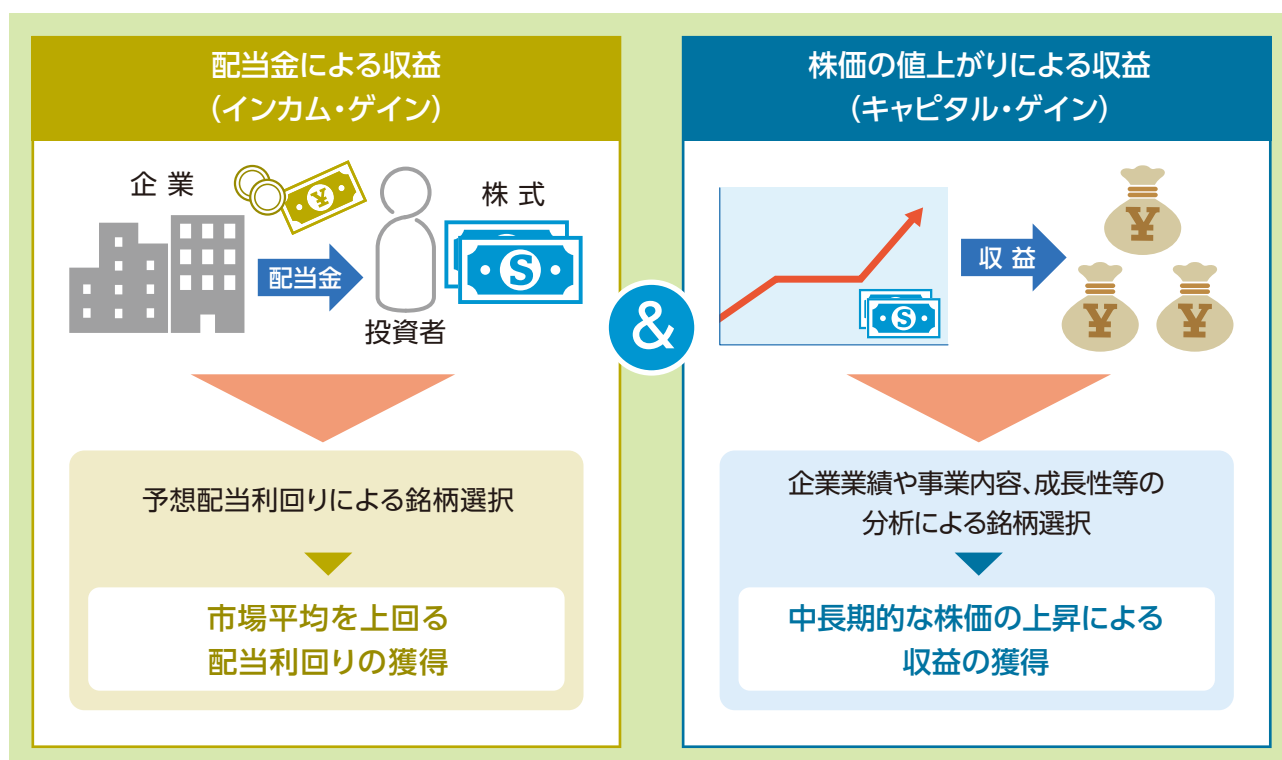 配当金による収益
（インカム・ゲイン）
企業
¥
配当金
投資者
株式
S
予想配当利回りによる銘柄選択
市場平均を上回る
配当利回りの獲得
&
株価の値上がりによる収益
（キャピタル・ゲイン）
S
収益
¥
¥
¥
企業業績や事業内容、成長性等の
分析による銘柄選択
中長期的な株価の上昇による
収益の獲得